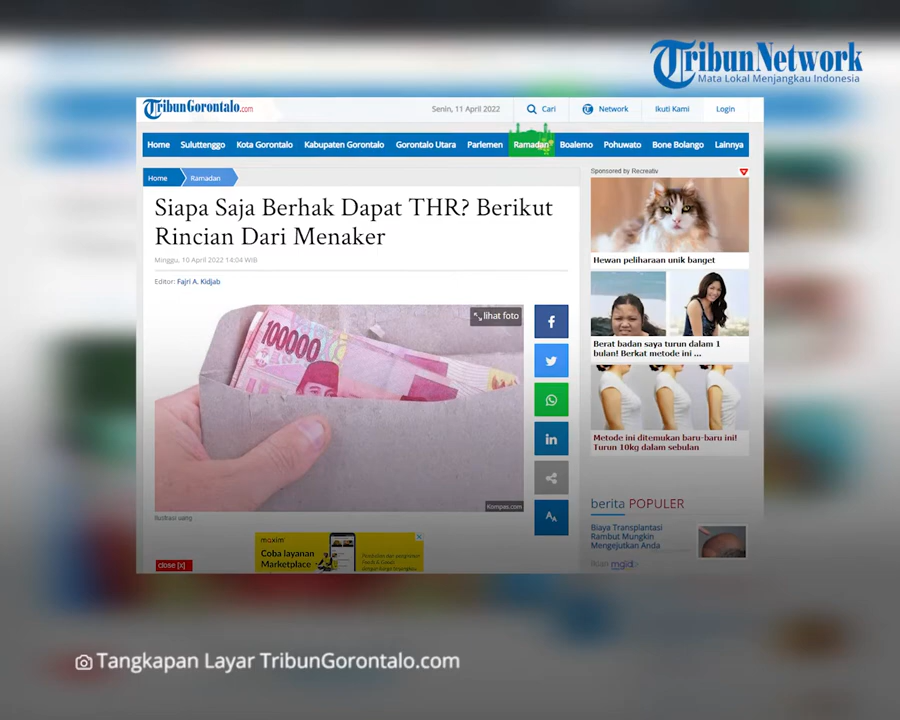 TribunNetwork
Mata Lokal Menjangkau Indonesia
TribunGorontalo.com
Senin, 11 April 2022
Cari
Network
Ikuti Kami
Login
Home
Suluttenggo
Kota Gorontalo
Kabupaten Gorontalo
Gorontalo Utara
Parlemen
Ramadan
Boalemo
Pohuwato
Bone Bolango
Lainnya
Home
Ramadan
Siapa Saja Berhak Dapat THR? Berikut
Rincian Dari Menaker
Minggu, 10 April 2022 14:04 WIB
Editor: Fajri A. Kidjab
lihat foto
100000
Kompas.com
Ilustrasi uang
close [x]
maxim
Coba layanan
Marketplace
Sponsored by Recreativ
Hewan peliharaan unik banget
Berat badan saya turun dalam 1
bulan! Berkat metode ini ...
Metode ini ditemukan baru-baru ini!
Turun 10kg dalam sebulan
berita POPULER
Biaya Transplantasi
Rambut Mungkin
Mengejutkan Anda
Iklan mgid
Tangkapan Layar TribunGorontalo.com